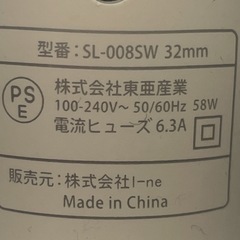 型番：SL-008SW 32mm
PS
E
株式会社東亜産業
100-240V～ 50/60Hz 58W
電流ヒューズ 6.3A
販売元：株式会社I-ne
Made in China